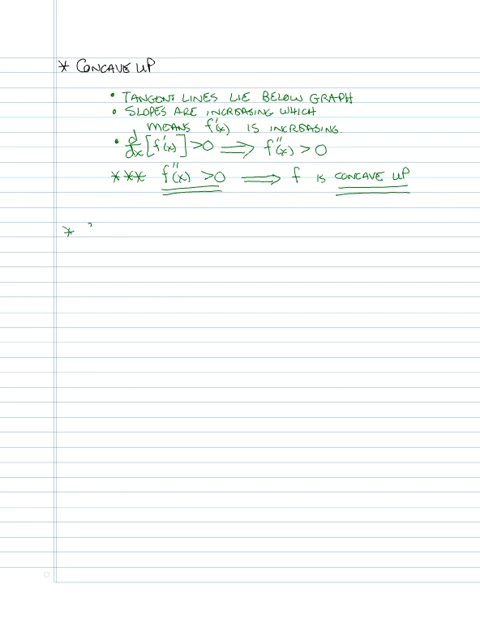 * CONCAVE UP
• TANGENT LINES LIE BELOW GRAPH
• SLOPES ARE INCREASING WHICH
MEANS f'(x) IS INCREASING
• d/dx [f'(x)] >0 ⟹ f''(x) > 0
*** f''(x) >0 ⟹ f IS CONCAVE UP
*